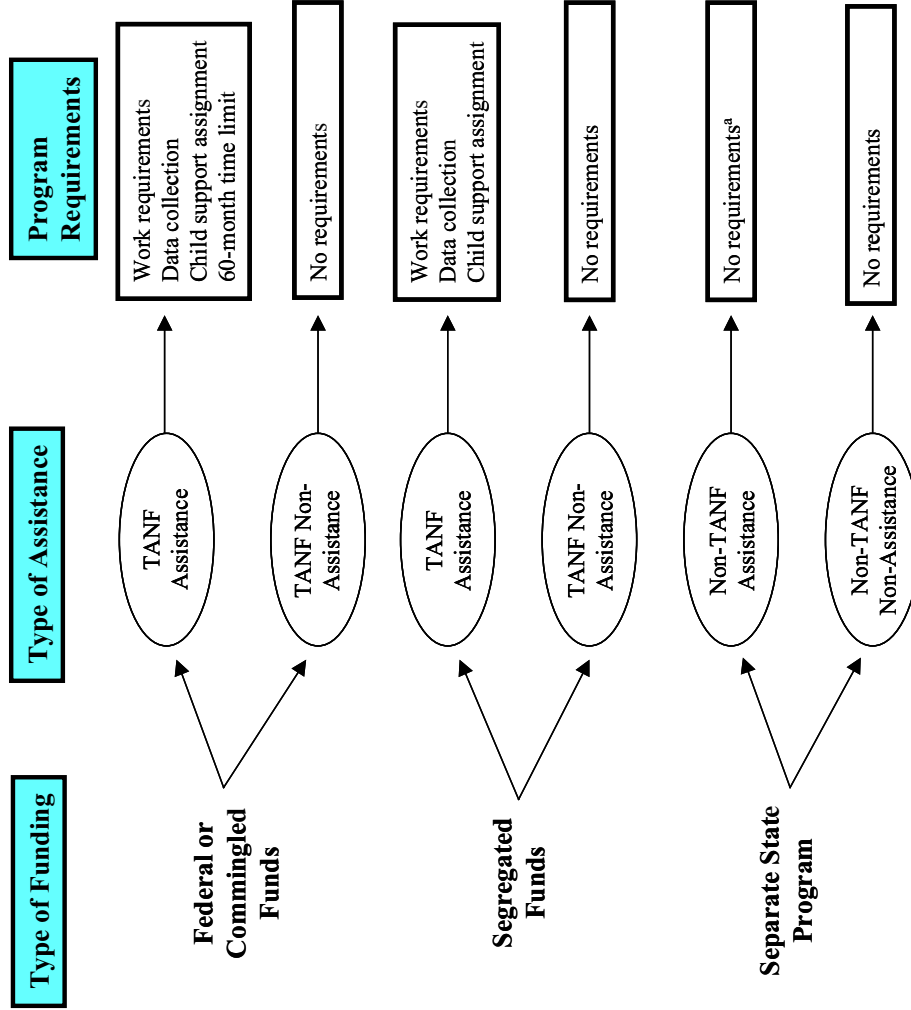 Type of Funding
Type of Assistance
Program
Requirements
Federal or
Commingled
Funds
TANF
Assistance
Work requirements
Data collection
Child support assignment
60-month time limit
TANF Non-
Assistance
No requirements
Segregated
Funds
TANF
Assistance
Work requirements
Data collection
Child support assignment
TANF Non-
Assistance
No requirements
Separate State
Program
Non-TANF
Assistance
No requirementsᵃ
Non-TANF
Non-Assistance
No requirements